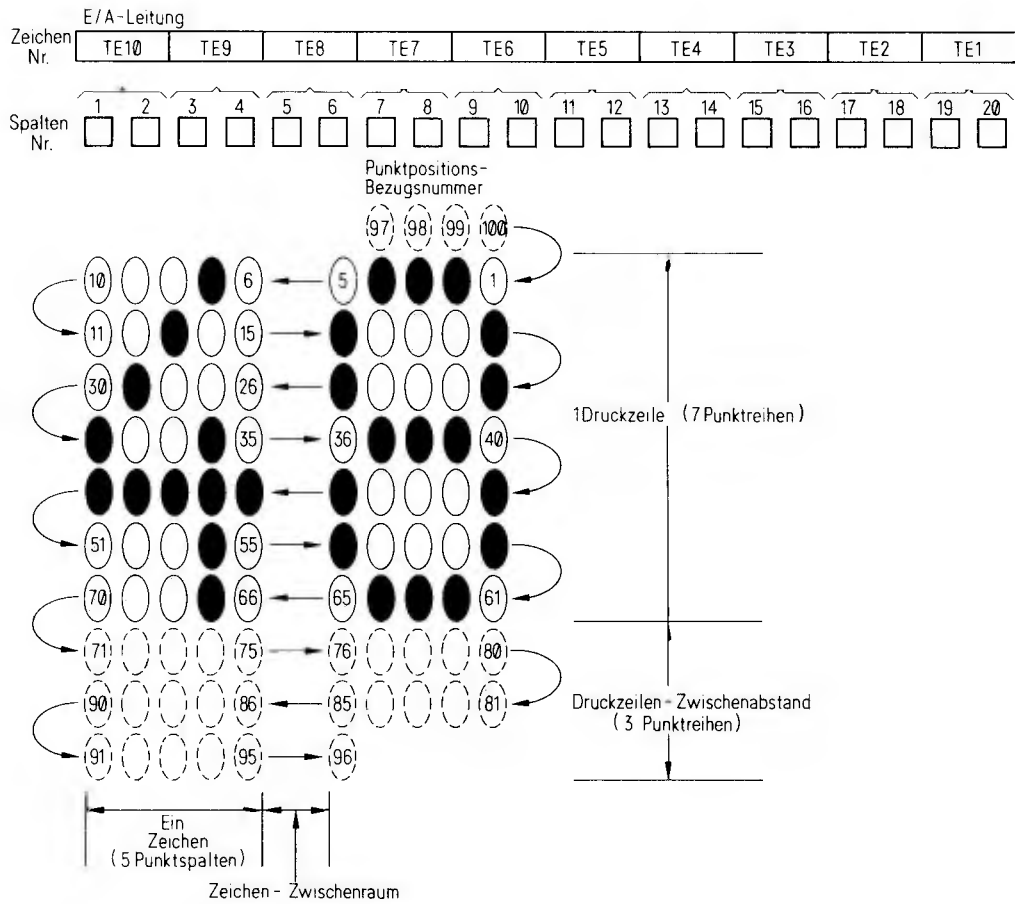 E/A-Leitung
Zeichen Nr.
TE10 TE9 TE8 TE7 TE6 TE5 TE4 TE3 TE2 TE1
1 2 3 4 5 6 7 8 9 10 11 12 13 14 15 16 17 18 19 20
Spalten
Nr.
Punktpositions-
Bezugsnummer
97 98 99 100
10 6 5 1
11 15
30 26
35 36 40
51 55
70 66 65 61
71 75 76 80
90 86 85 81
91 95 96
1 Druckzeile (7 Punktreihen)
Druckzeilen-Zwischenabstand
(3 Punktreihen)
Ein
Zeichen
(5 Punktspalten)
Zeichen-Zwischenraum